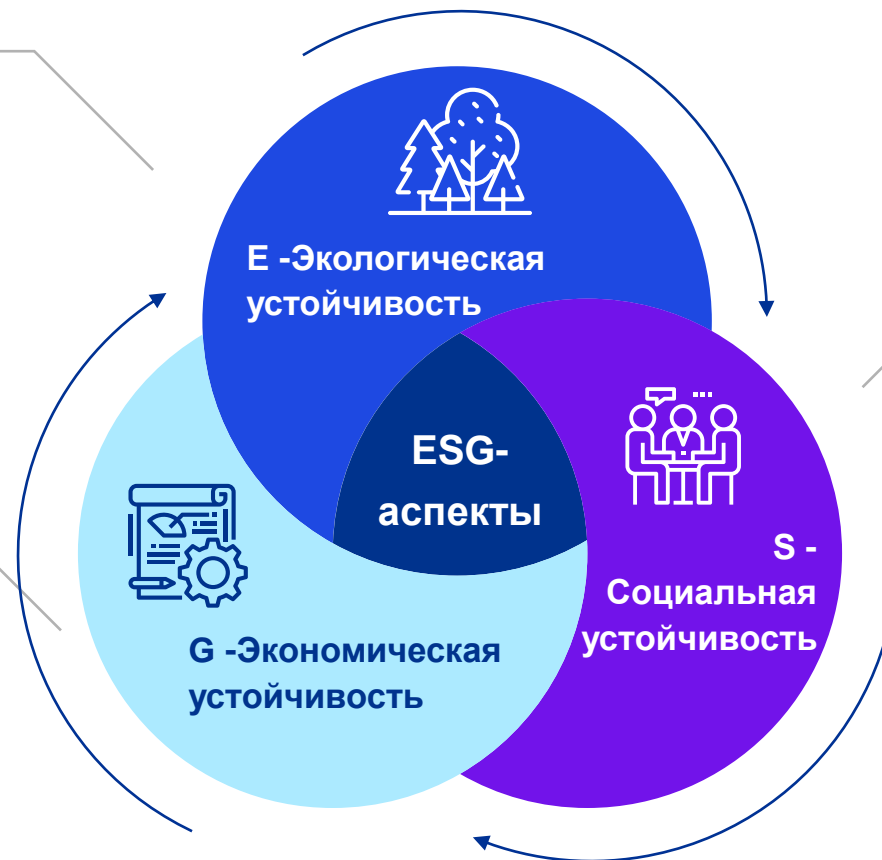 E -Экологическая
устойчивость
ESG-
аспекты
S -
Социальная
устойчивость
G -Экономическая
устойчивость